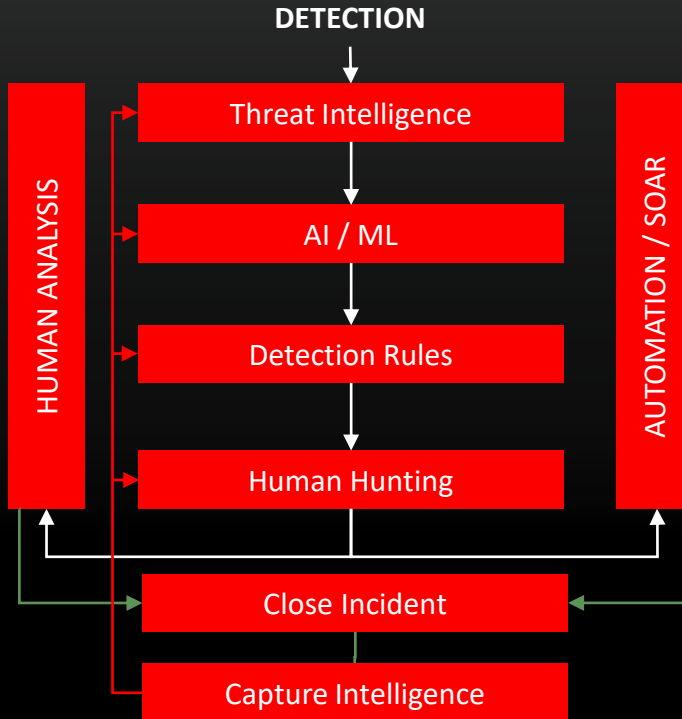 DETECTION
Threat Intelligence
AI / ML
Detection Rules
Human Hunting
HUMAN ANALYSIS
AUTOMATION / SOAR
Close Incident
Capture Intelligence